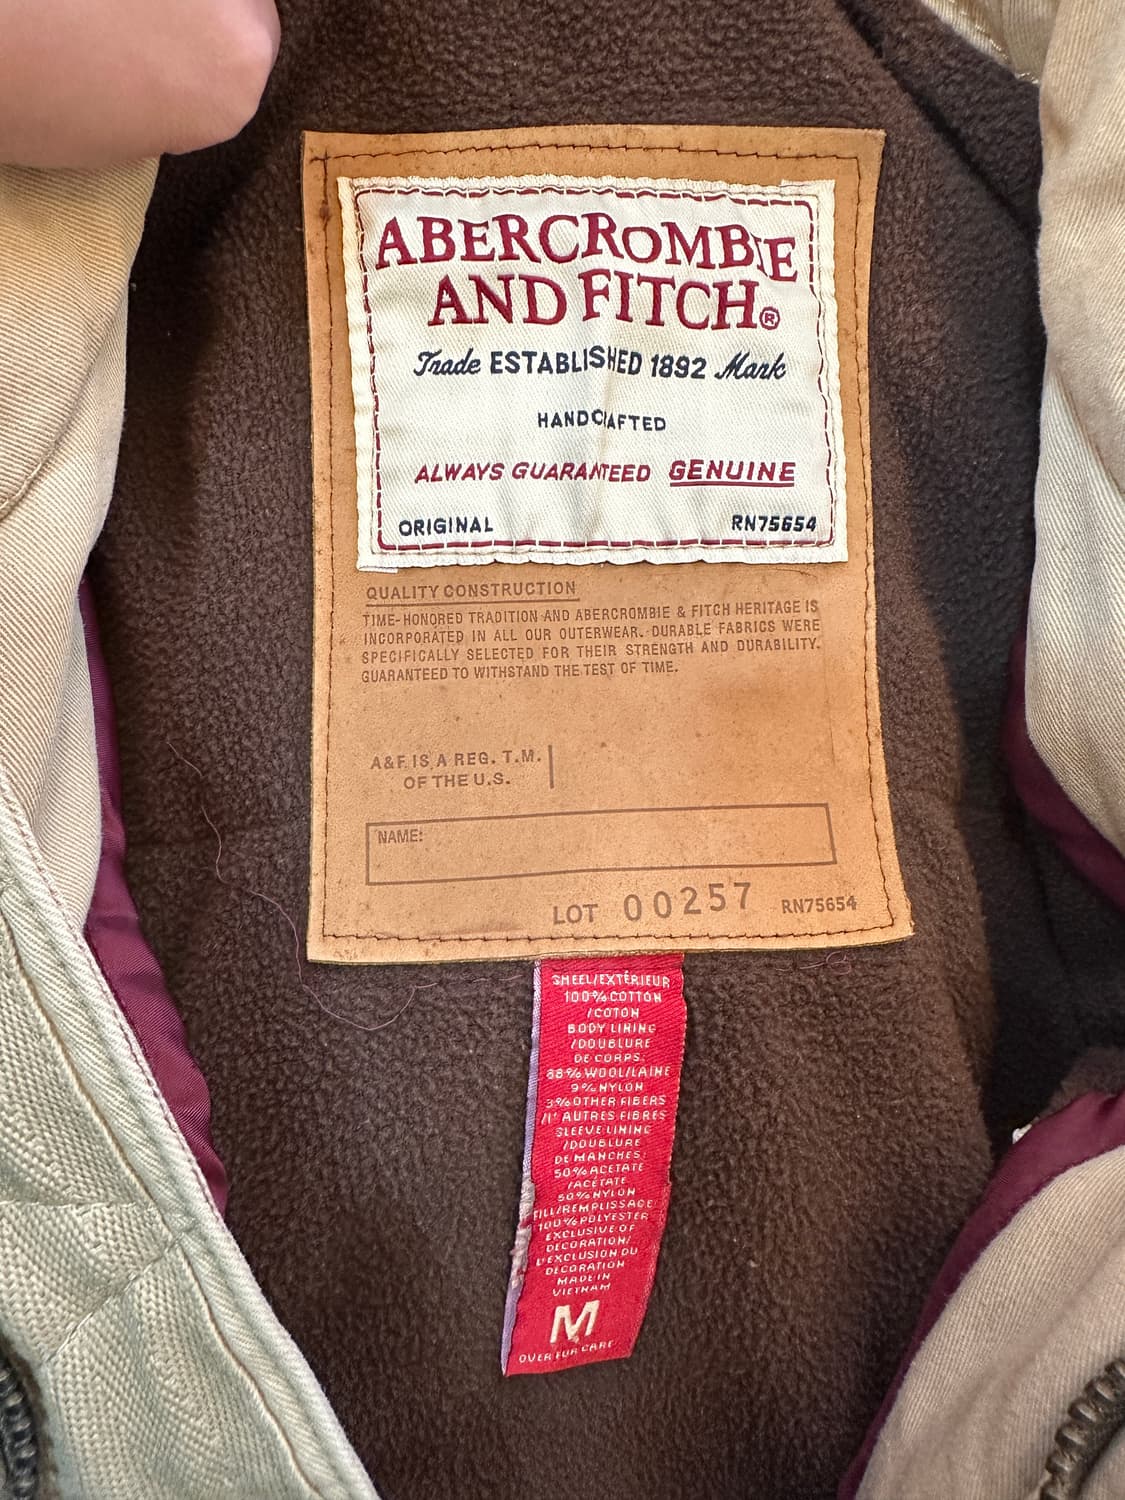 ABERCROMBIE
AND FITCH®
Trade ESTABLISHED 1892 Mark
HANDCRAFTED
ALWAYS GUARANTEED GENUINE
ORIGINAL RN75654
QUALITY CONSTRUCTION
TIME-HONORED TRADITION AND ABERCROMBIE & FITCH HERITAGE IS
INCORPORATED IN ALL OUR OUTERWEAR. DURABLE FABRICS WERE
SPECIFICALLY SELECTED FOR THEIR STRENGTH AND DURABILITY.
GUARANTEED TO WITHSTAND THE TEST OF TIME.
A&F IS A REG. T.M.
OF THE U.S.
NAME:
LOT 00257 RN75654
SHELL/EXTÉRIEUR
100% COTTON
/COTON
BODY LINING
/DOUBLURE
DE CORPS:
88% WOOL/LAINE
9% NYLON
3% OTHER FIBERS
AUTRES FIBRES
SLEEVE LINING
/DOUBLURE
DE MANCHES:
50% ACETATE
/ACÉTATE
50% NYLON
FILL/REMPLISSAGE:
100% POLYESTER
EXCLUSIVE OF
DECORATION/
L'EXCLUSION DU
DÉCORATION
MADE IN
VIETNAM
M
OVER FOR CARE